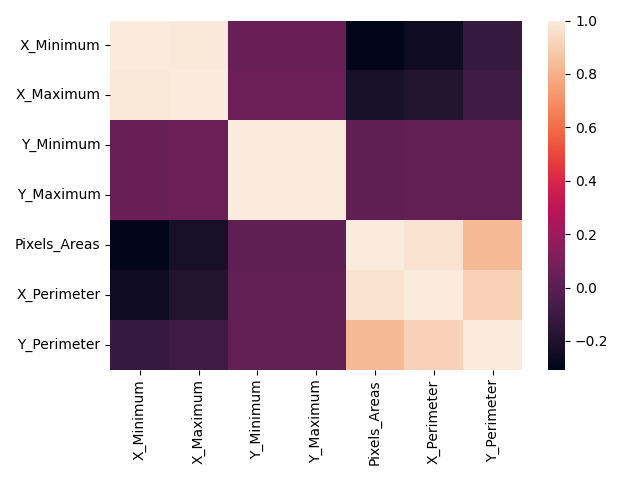 X_Minimum
X_Maximum
Y_Minimum
Y_Maximum
Pixels_Areas
X_Perimeter
Y_Perimeter
X_Minimum
X_Maximum
Y_Minimum
Y_Maximum
Pixels_Areas
X_Perimeter
Y_Perimeter
1.0
0.8
0.6
0.4
0.2
0.0
−0.2